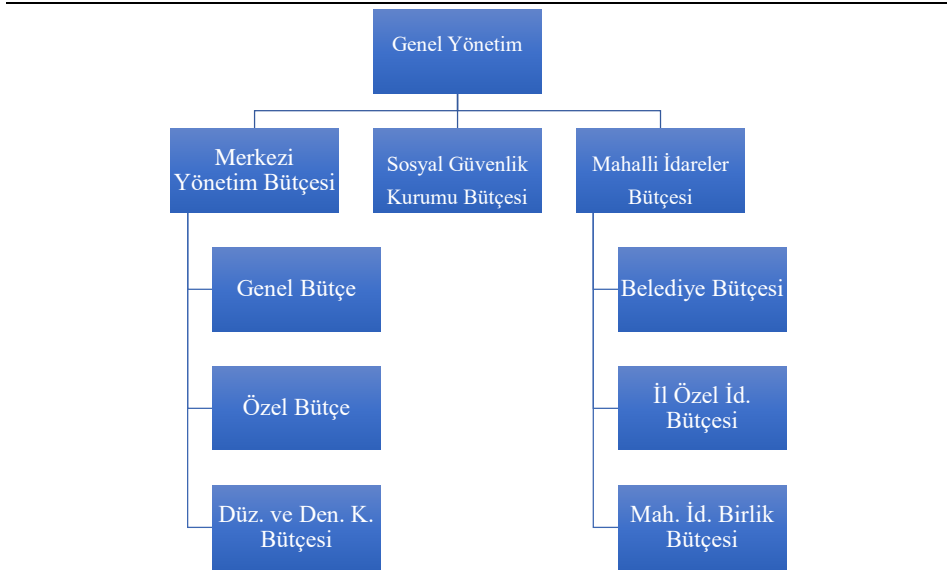 Genel Yönetim
Merkezi
Yönetim Bütçesi
Sosyal Güvenlik
Kurumu Bütçesi
Mahalli İdareler
Bütçesi
Genel Bütçe
Özel Bütçe
Düz. ve Den. K.
Bütçesi
Belediye Bütçesi
İl Özel İd.
Bütçesi
Mah. İd. Birlik
Bütçesi